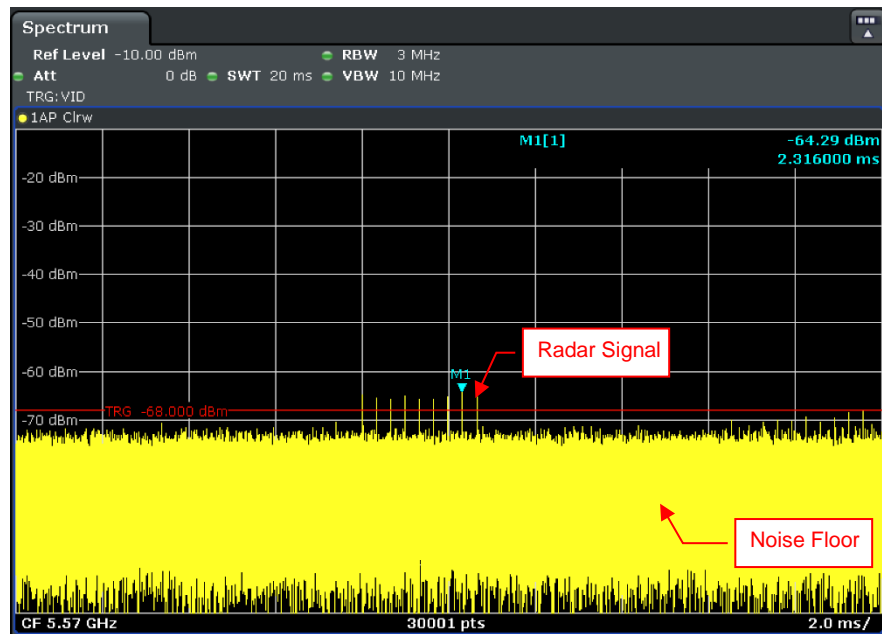 Spectrum
Ref Level -10.00 dBm RBW 3 MHz
Att 0 dB SWT 20 ms VBW 10 MHz
TRG:VID
1AP Clrw
M1[1] -64.29 dBm
2.316000 ms
-20 dBm
-30 dBm
-40 dBm
-50 dBm
Radar Signal
-60 dBm
M1
TRG -68.000 dBm
-70 dBm
Noise Floor
CF 5.57 GHz 30001 pts 2.0 ms/